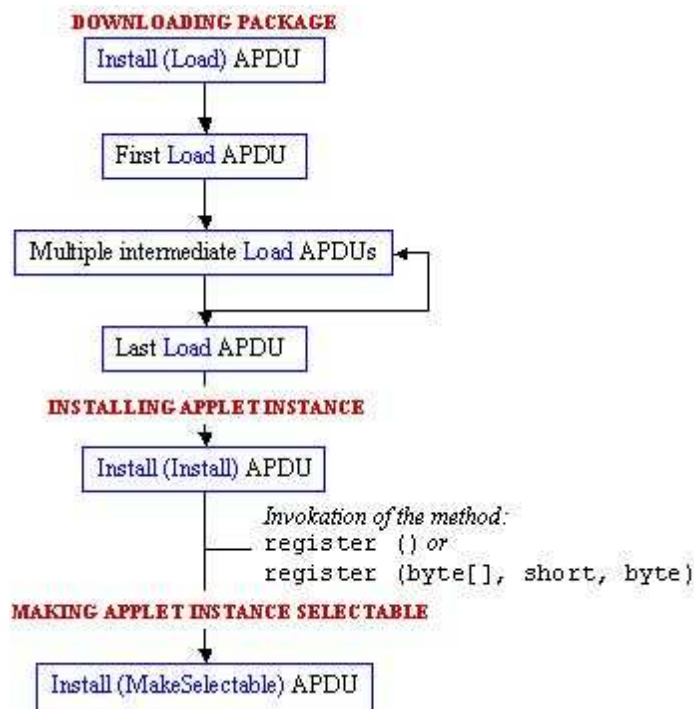 DOWNLOADING PACKAGE
Install (Load) APDU
First Load APDU
Multiple intermediate Load APDUs
Last Load APDU
INSTALLING APPLET INSTANCE
Install (Install) APDU
Invokation of the method:
register () or
register (byte[], short, byte)
MAKING APPLET INSTANCE SELECTABLE
Install (MakeSelectable) APDU